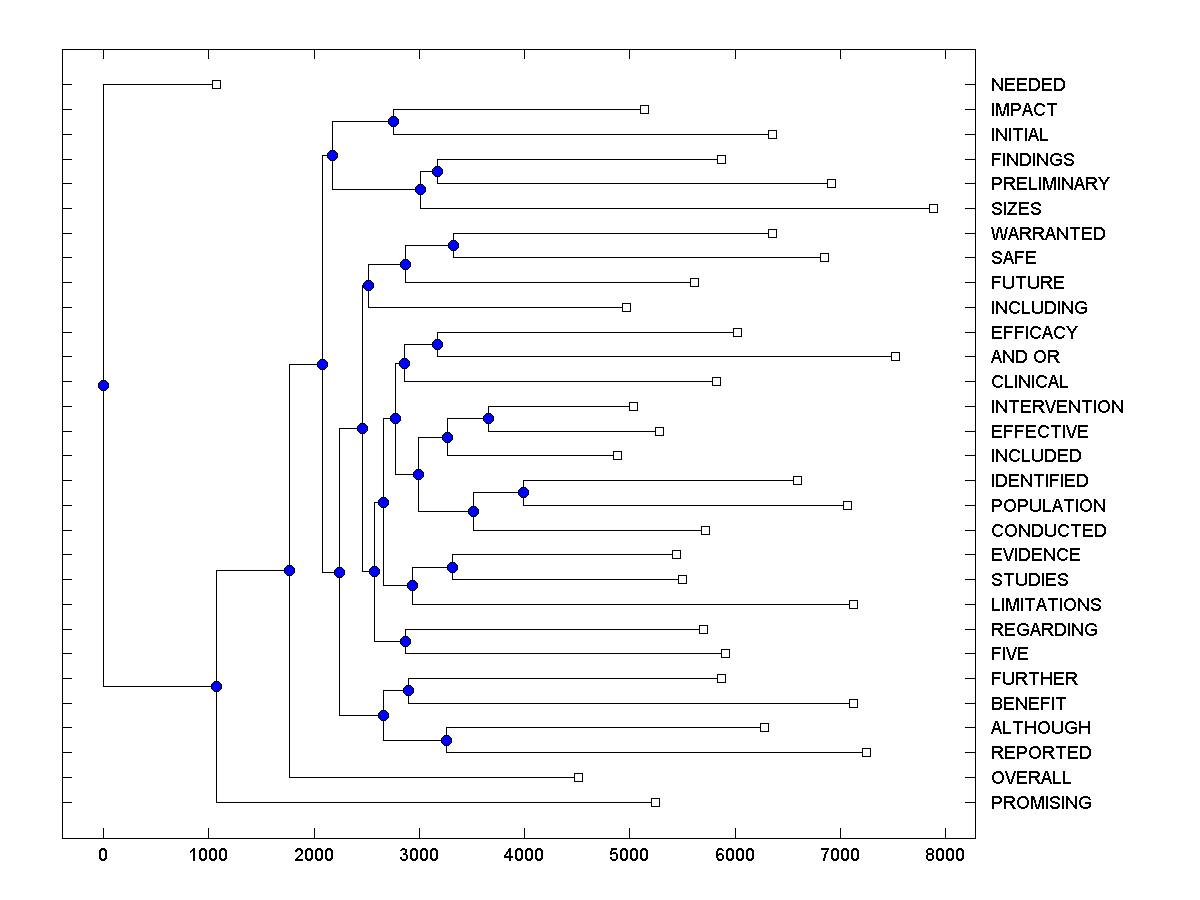 NEEDED
IMPACT
INITIAL
FINDINGS
PRELIMINARY
SIZES
WARRANTED
SAFE
FUTURE
INCLUDING
EFFICACY
AND OR
CLINICAL
INTERVENTION
EFFECTIVE
INCLUDED
IDENTIFIED
POPULATION
CONDUCTED
EVIDENCE
STUDIES
LIMITATIONS
REGARDING
FIVE
FURTHER
BENEFIT
ALTHOUGH
REPORTED
OVERALL
PROMISING
0 1000 2000 3000 4000 5000 6000 7000 8000